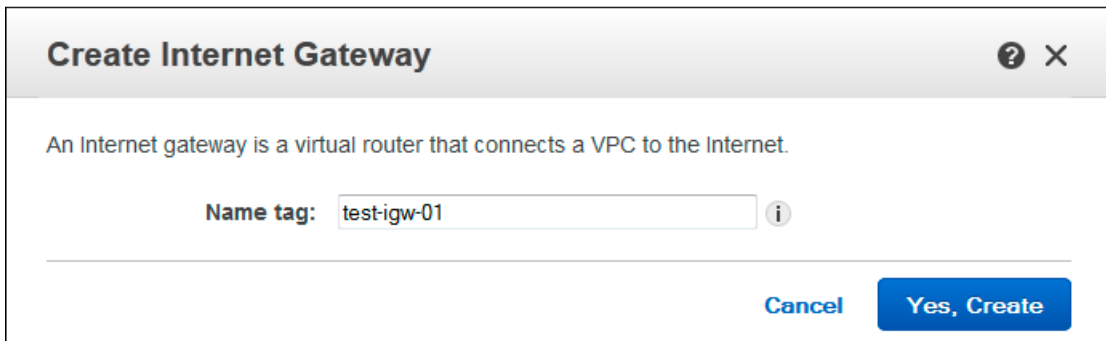 Create Internet Gateway
An Internet gateway is a virtual router that connects a VPC to the Internet.
Name tag: test-igw-01
Cancel Yes, Create